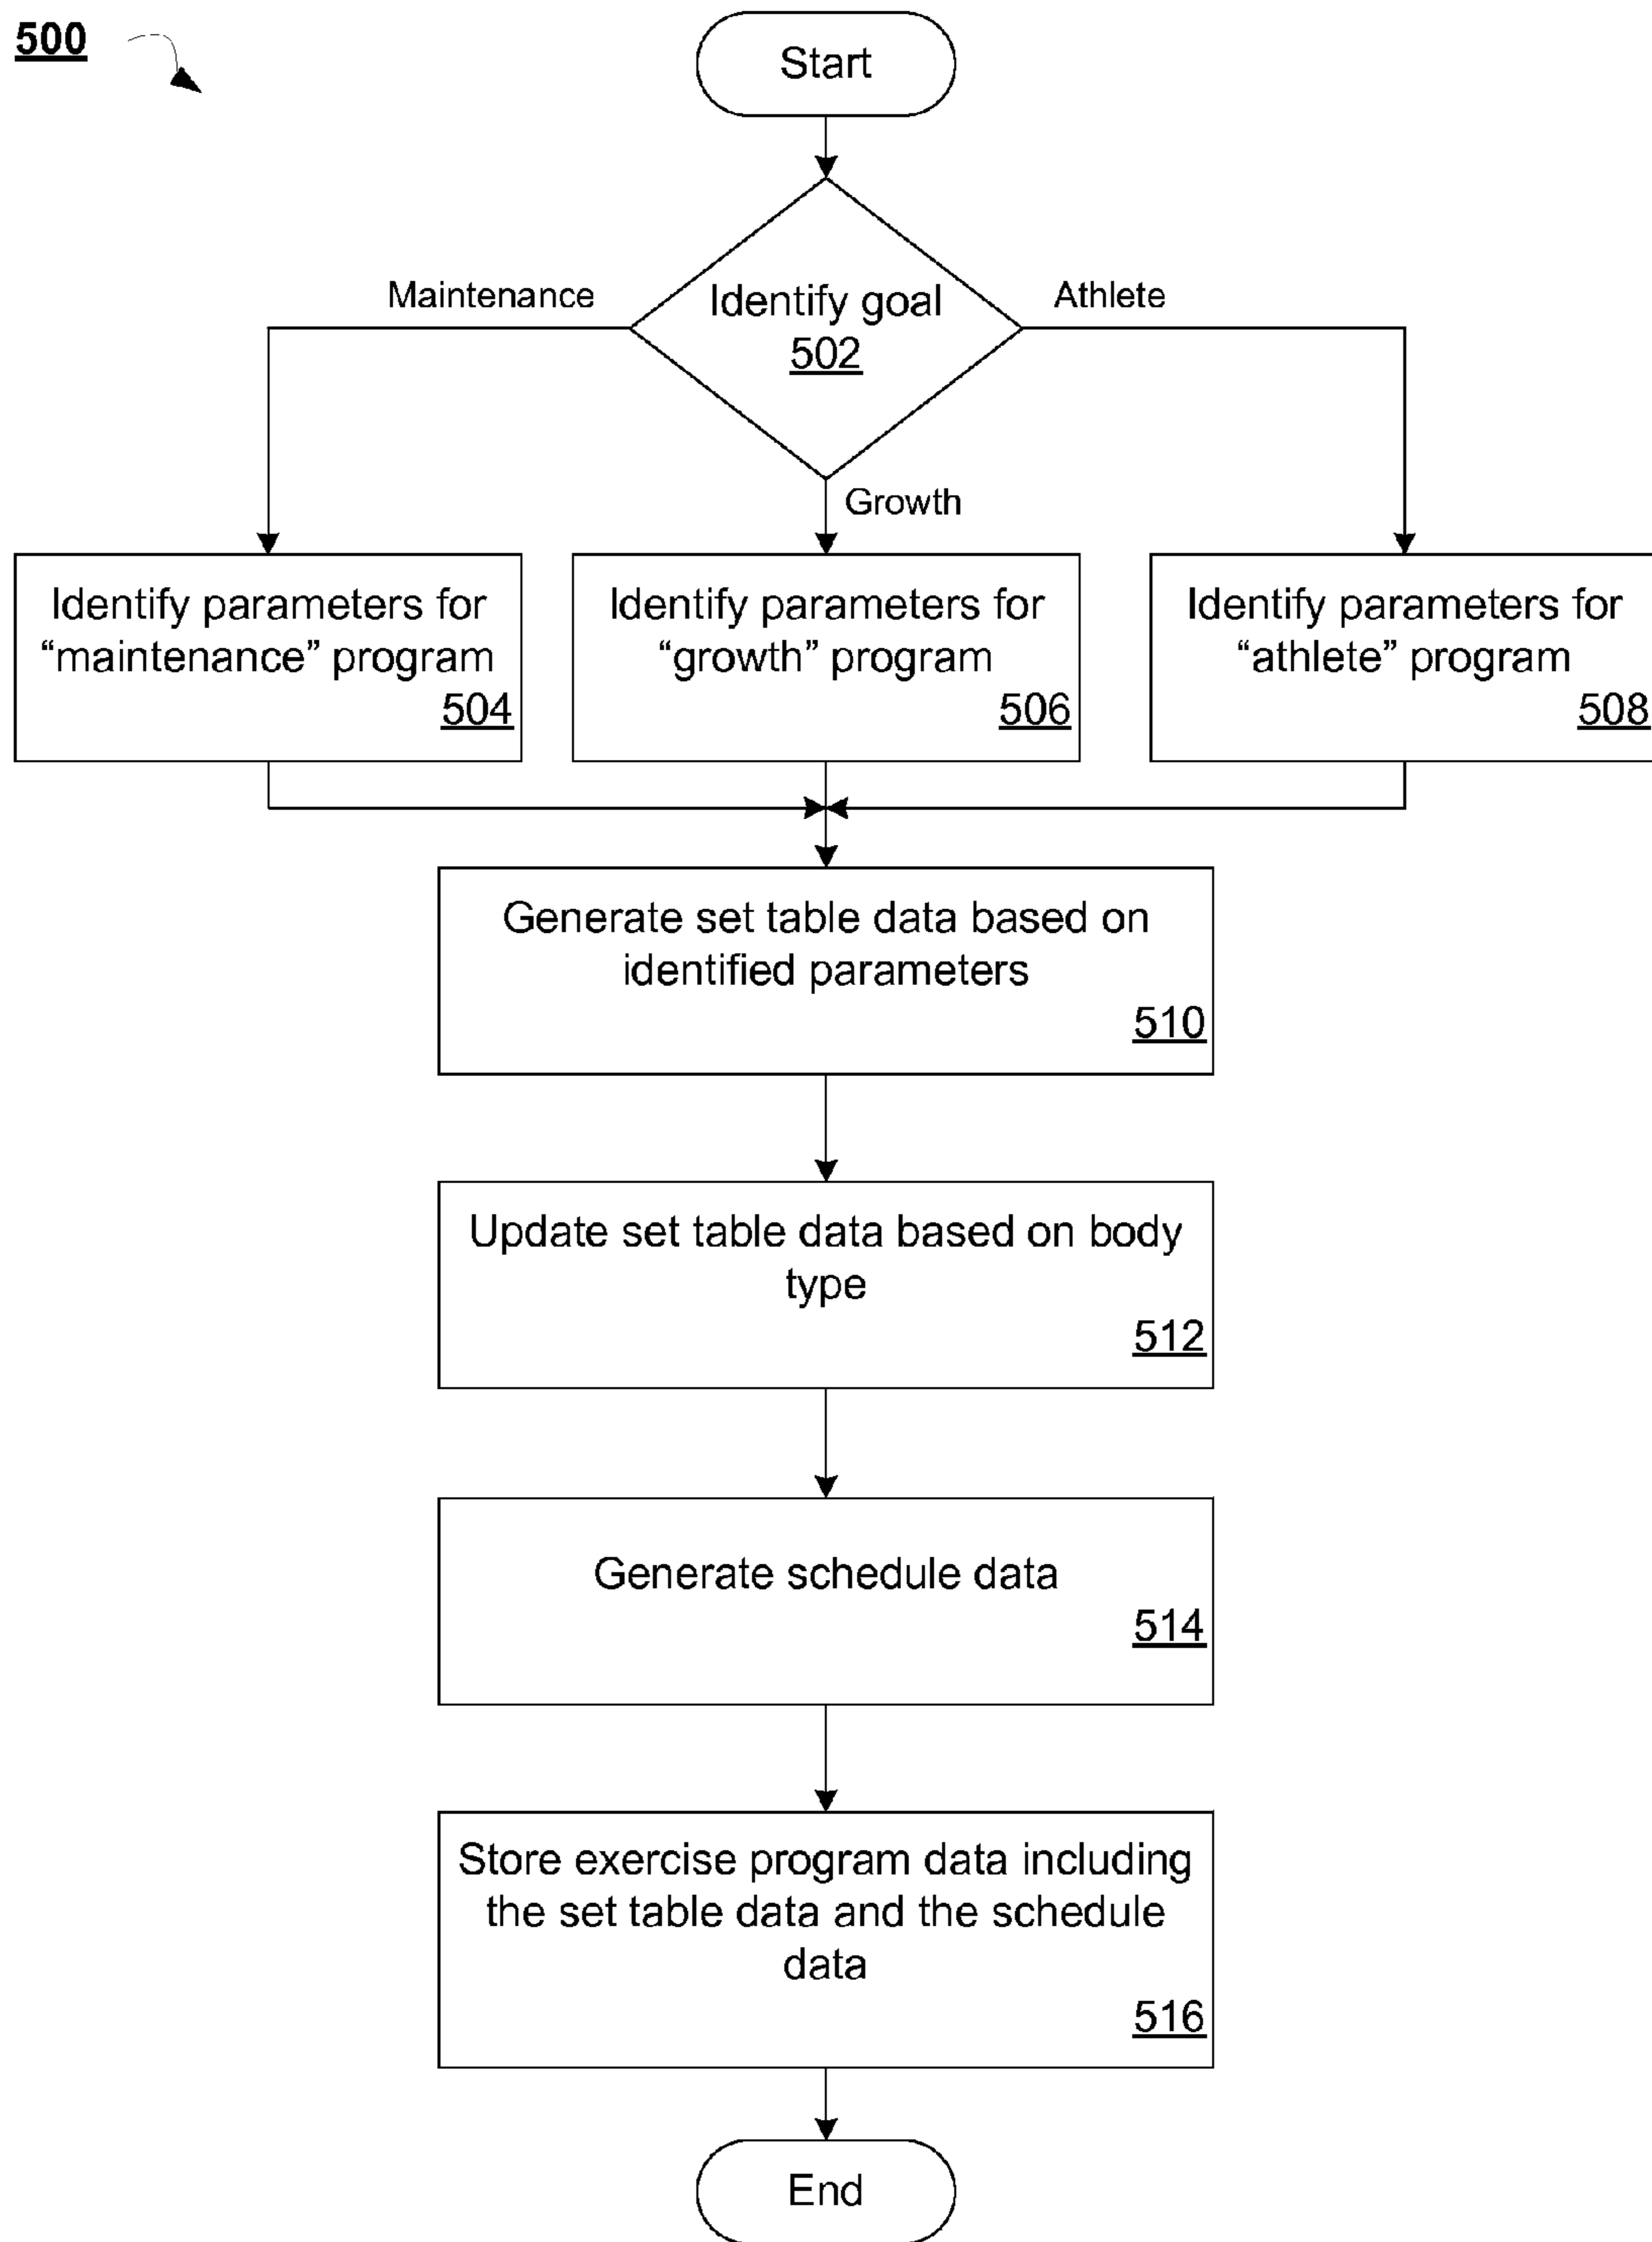 500
Start
Identify goal
502
Maintenance
Athlete
Growth
Identify parameters for
“maintenance” program
504
Identify parameters for
“growth” program
506
Identify parameters for
“athlete” program
508
Generate set table data based on
identified parameters
510
Update set table data based on body
type
512
Generate schedule data
514
Store exercise program data including
the set table data and the schedule
data
516
End